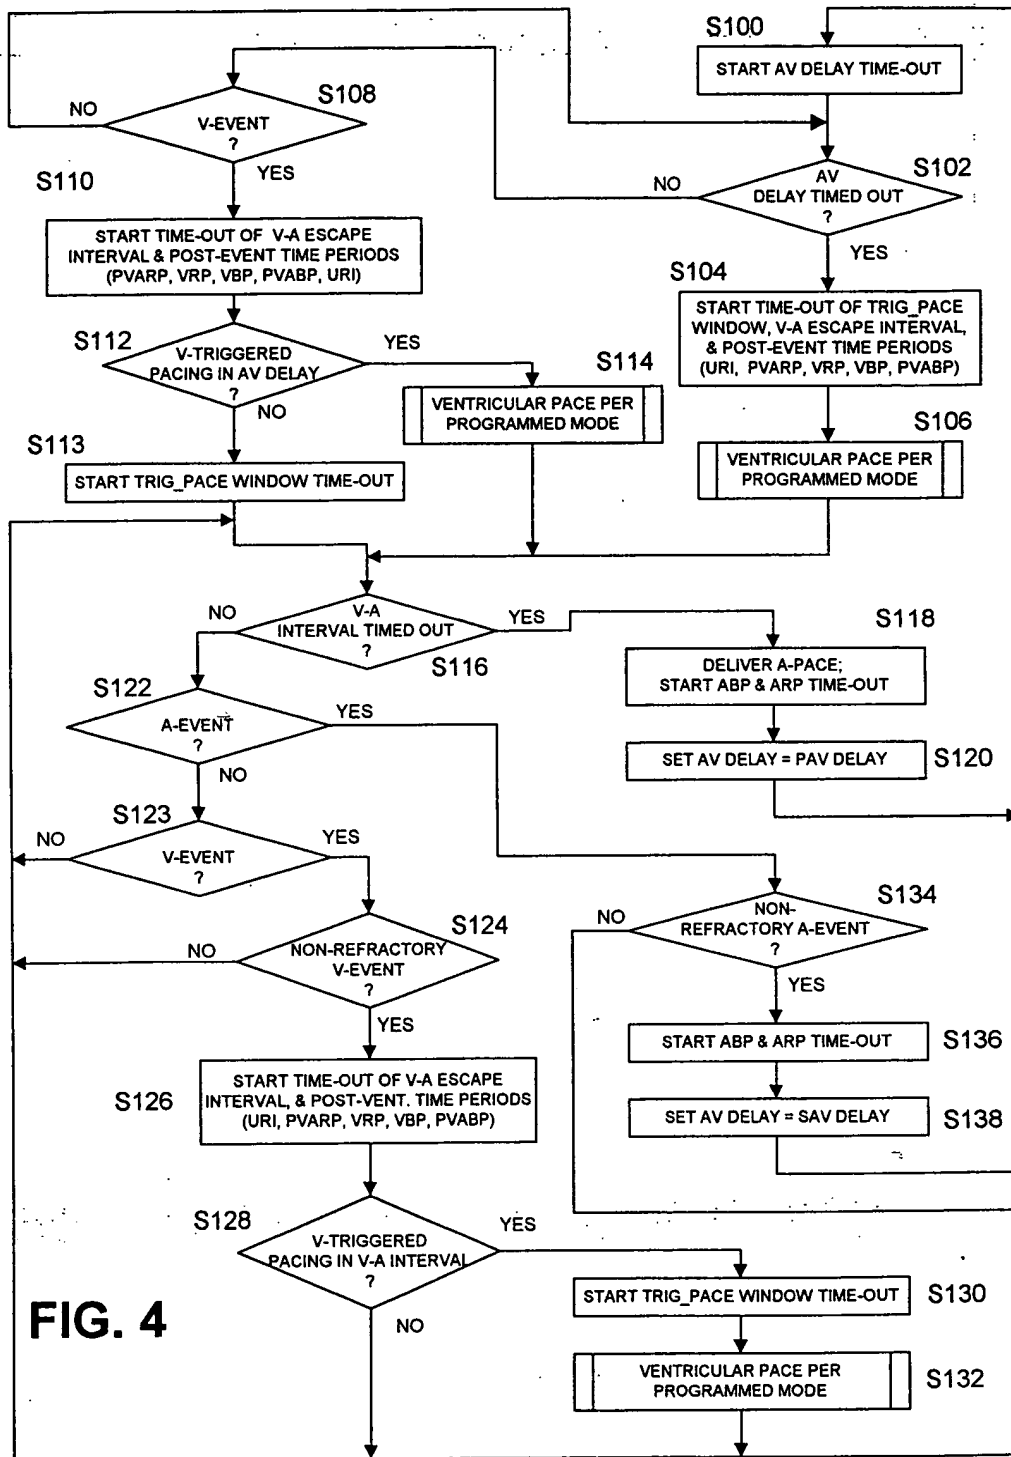 S100
START AV DELAY TIME-OUT
S108
NO
V-EVENT
?
YES
S102
NO
AV
DELAY TIMED OUT
?
YES
S110
START TIME-OUT OF V-A ESCAPE
INTERVAL & POST-EVENT TIME PERIODS
(PVARP, VRP, VBP, PVABP, URI)
S104
START TIME-OUT OF TRIG_PACE
WINDOW, V-A ESCAPE INTERVAL,
& POST-EVENT TIME PERIODS
(URI, PVARP, VRP, VBP, PVABP)
S112
V-TRIGGERED
PACING IN AV DELAY
?
YES
NO
S114
VENTRICULAR PACE PER
PROGRAMMED MODE
S106
VENTRICULAR PACE PER
PROGRAMMED MODE
S113
START TRIG_PACE WINDOW TIME-OUT
NO
V-A
INTERVAL TIMED OUT
?
YES
S116
S118
DELIVER A-PACE;
START ABP & ARP TIME-OUT
S122
A-EVENT
?
YES
NO
SET AV DELAY = PAV DELAY
S120
S123
NO
V-EVENT
?
YES
S124
NO
NON-REFRACTORY
V-EVENT
?
YES
S134
NO
NON-
REFRACTORY A-EVENT
?
YES
START ABP & ARP TIME-OUT
S136
S126
START TIME-OUT OF V-A ESCAPE
INTERVAL, & POST-VENT. TIME PERIODS
(URI, PVARP, VRP, VBP, PVABP)
SET AV DELAY = SAV DELAY
S138
S128
V-TRIGGERED
PACING IN V-A INTERVAL
?
YES
NO
START TRIG_PACE WINDOW TIME-OUT
S130
VENTRICULAR PACE PER
PROGRAMMED MODE
S132
FIG. 4